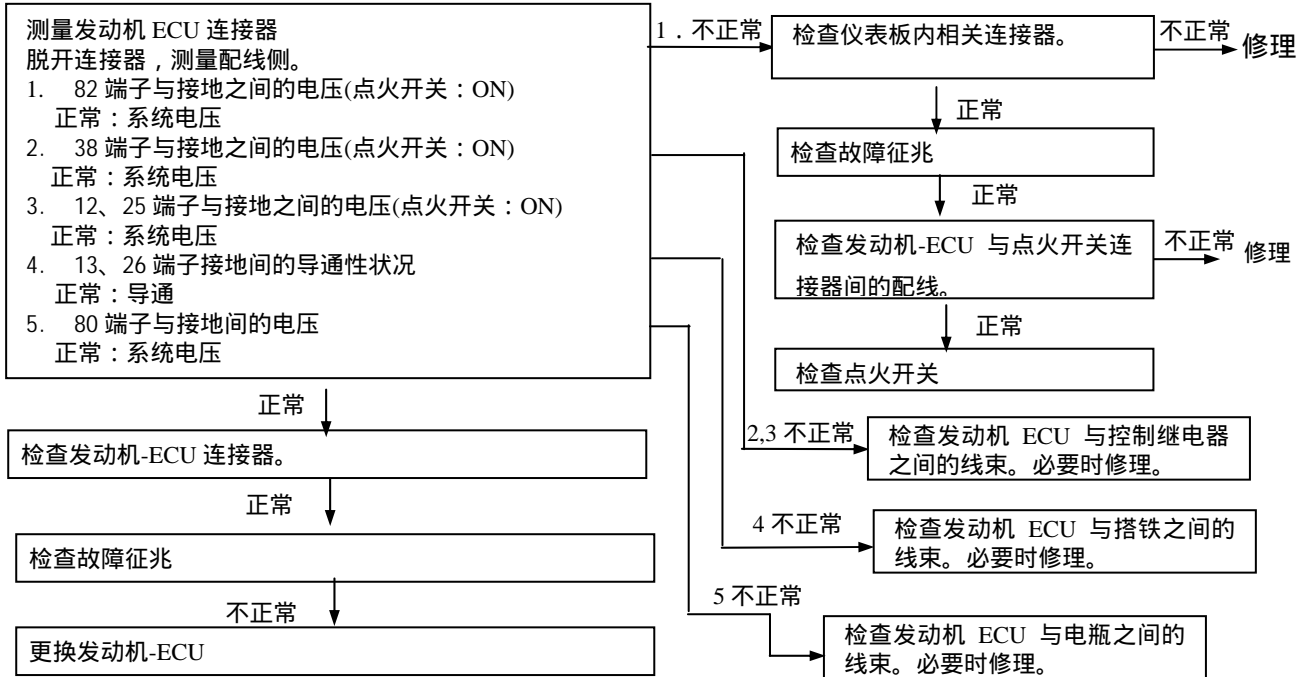 测量发动机 ECU 连接器
脱开连接器，测量配线侧。
1. 82 端子与接地之间的电压(点火开关：ON)
正常：系统电压
2. 38 端子与接地之间的电压(点火开关：ON)
正常：系统电压
3. 12、25 端子与接地之间的电压(点火开关：ON)
正常：系统电压
4. 13、26 端子接地间的导通性状况
正常：导通
5. 80 端子与接地间的电压
正常：系统电压
正常
检查发动机-ECU 连接器。
正常
检查故障征兆
不正常
更换发动机-ECU
1．不正常
检查仪表板内相关连接器。
不正常
修理
正常
检查故障征兆
正常
检查发动机-ECU 与点火开关连
接器间的配线。
不正常
修理
正常
检查点火开关
2,3 不正常
检查发动机 ECU 与控制继电器
之间的线束。必要时修理。
4 不正常
检查发动机 ECU 与搭铁之间的
线束。必要时修理。
5 不正常
检查发动机 ECU 与电瓶之间的
线束。必要时修理。